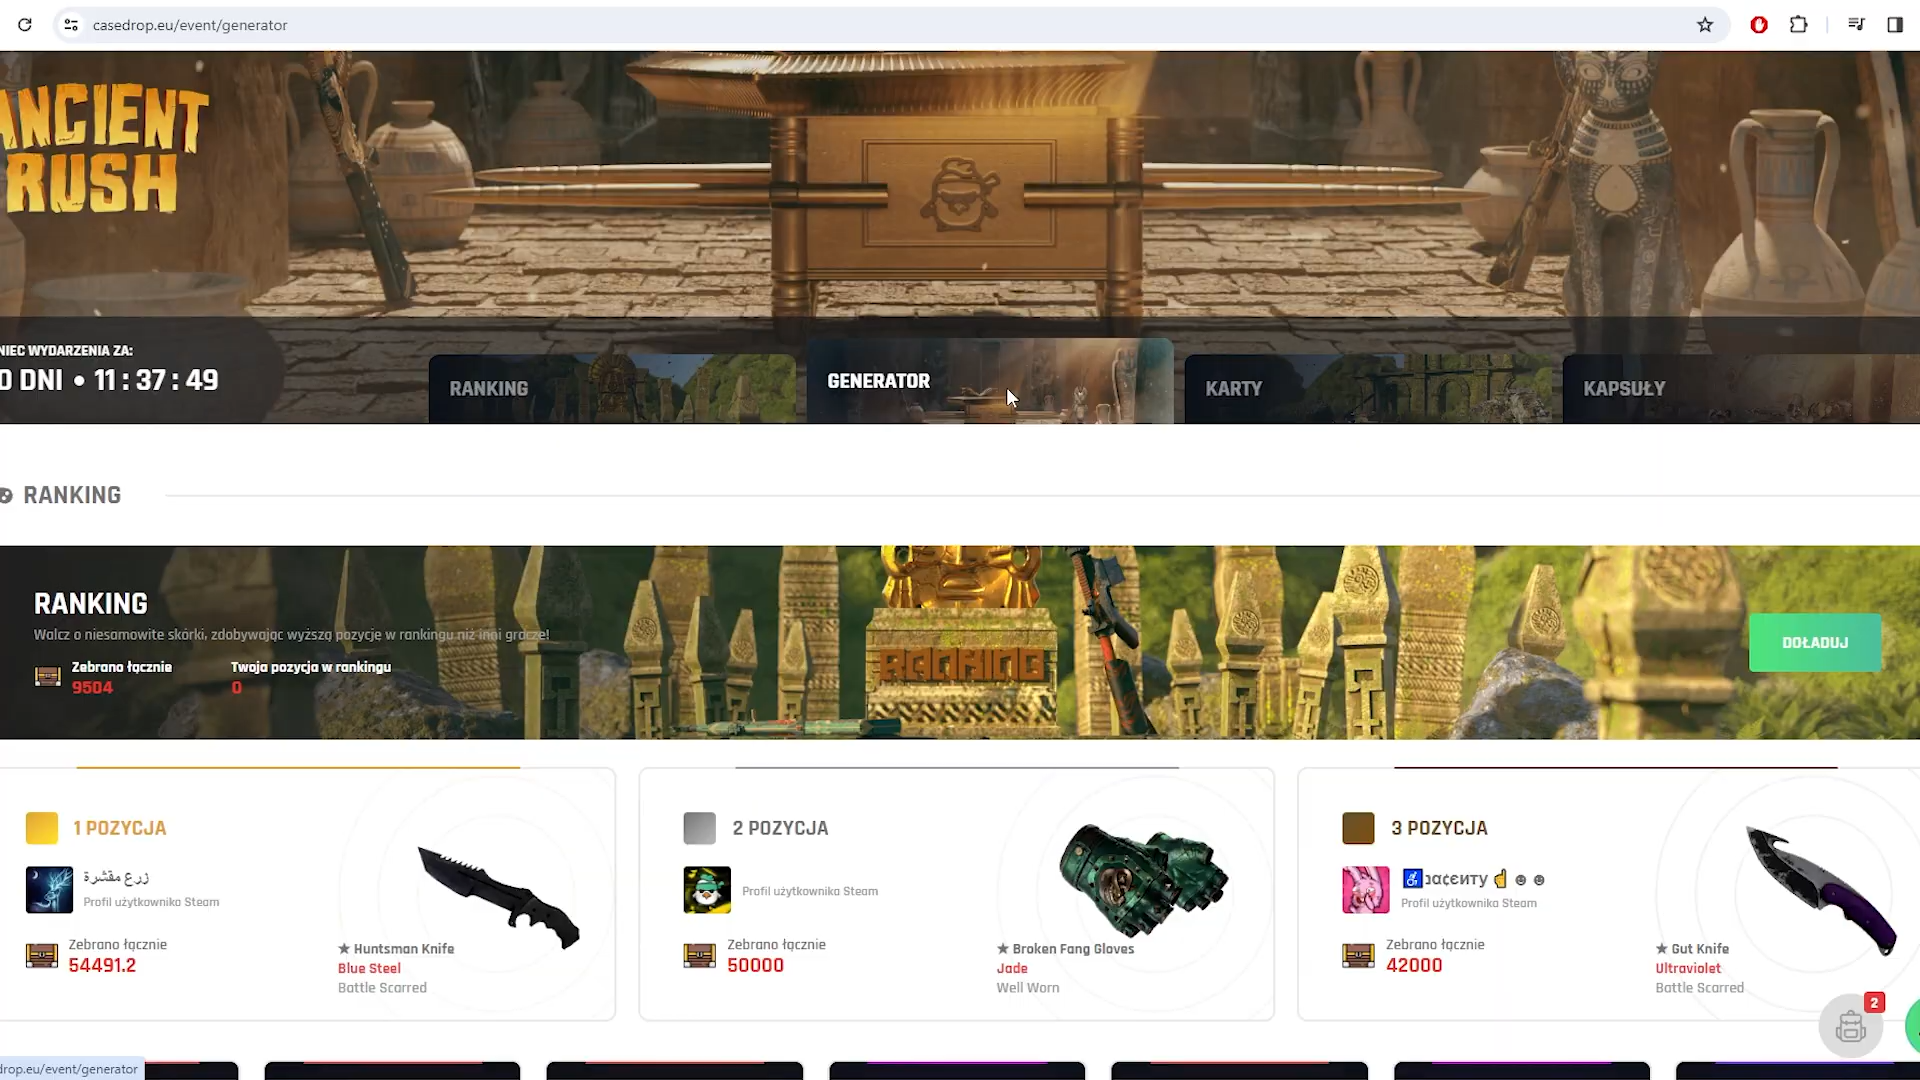 casedrop.eu/event/generator
ANCIENT
RUSH
NIEC WYDARZENIA ZA:
0 DNI • 11 : 37 : 49
RANKING
GENERATOR
KARTY
KAPSUŁY
RANKING
RANKING
Walcz o niesamowite skórki, zdobywając wyższą pozycję w rankingu niż inni gracze!
Zebrano łącznie
9504
Twoja pozycja w rankingu
0
RANKING
DOŁADUJ
1 POZYCJA
زرع مقشرة
Profil użytkownika Steam
Zebrano łącznie
54491.2
★ Huntsman Knife
Blue Steel
Battle Scarred
2 POZYCJA
Profil użytkownika Steam
Zebrano łącznie
50000
★ Broken Fang Gloves
Jade
Well Worn
3 POZYCJA
Profil użytkownika Steam
Zebrano łącznie
42000
★ Gut Knife
Ultraviolet
Battle Scarred
2
drop.eu/event/generator